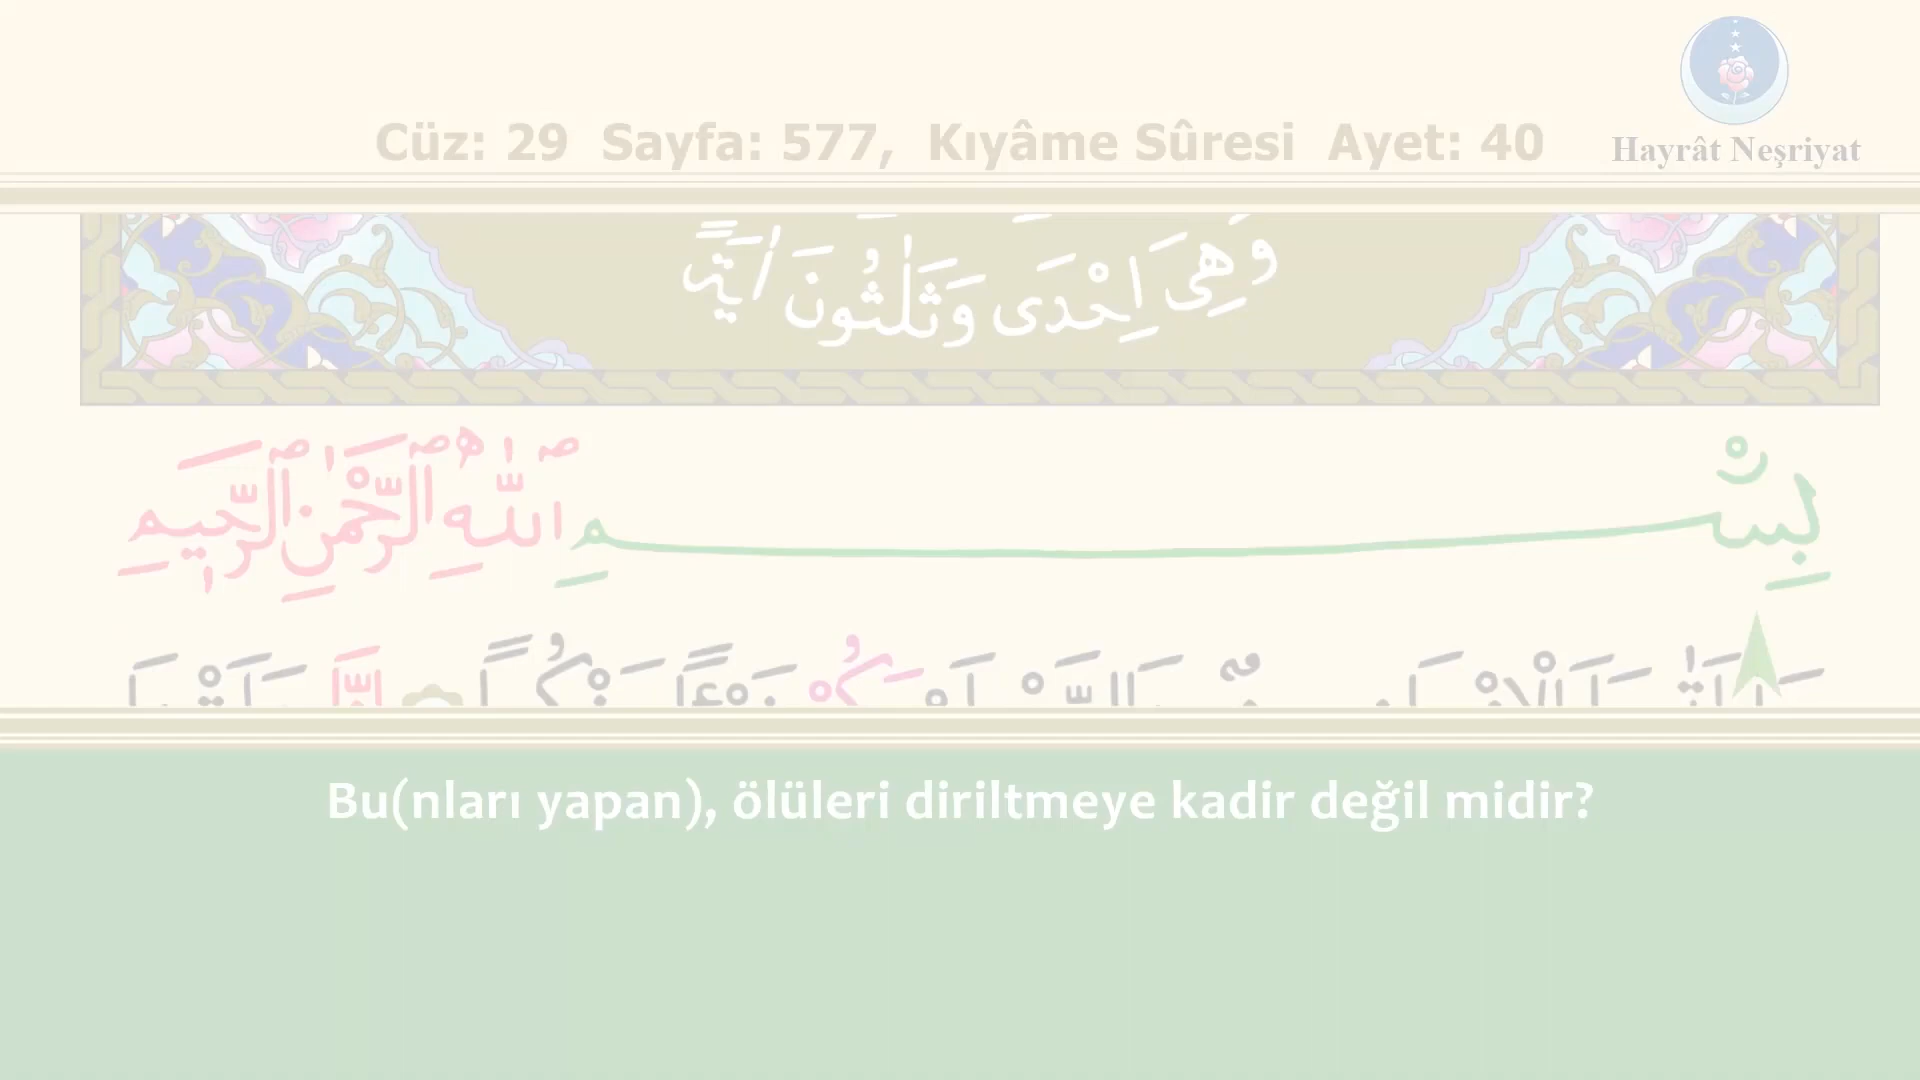 Cüz: 29 Sayfa: 577, Kıyâme Sûresi Ayet: 40
Hayrât Neşriyat
وَهِيَ اِحْدَى وَثَلٰثُونَ اٰيَةً
بِسْمِ اللّٰهِ الرَّحْمٰنِ الرَّحِيمِ
Bu(nları yapan), ölüleri diriltmeye kadir değil midir?